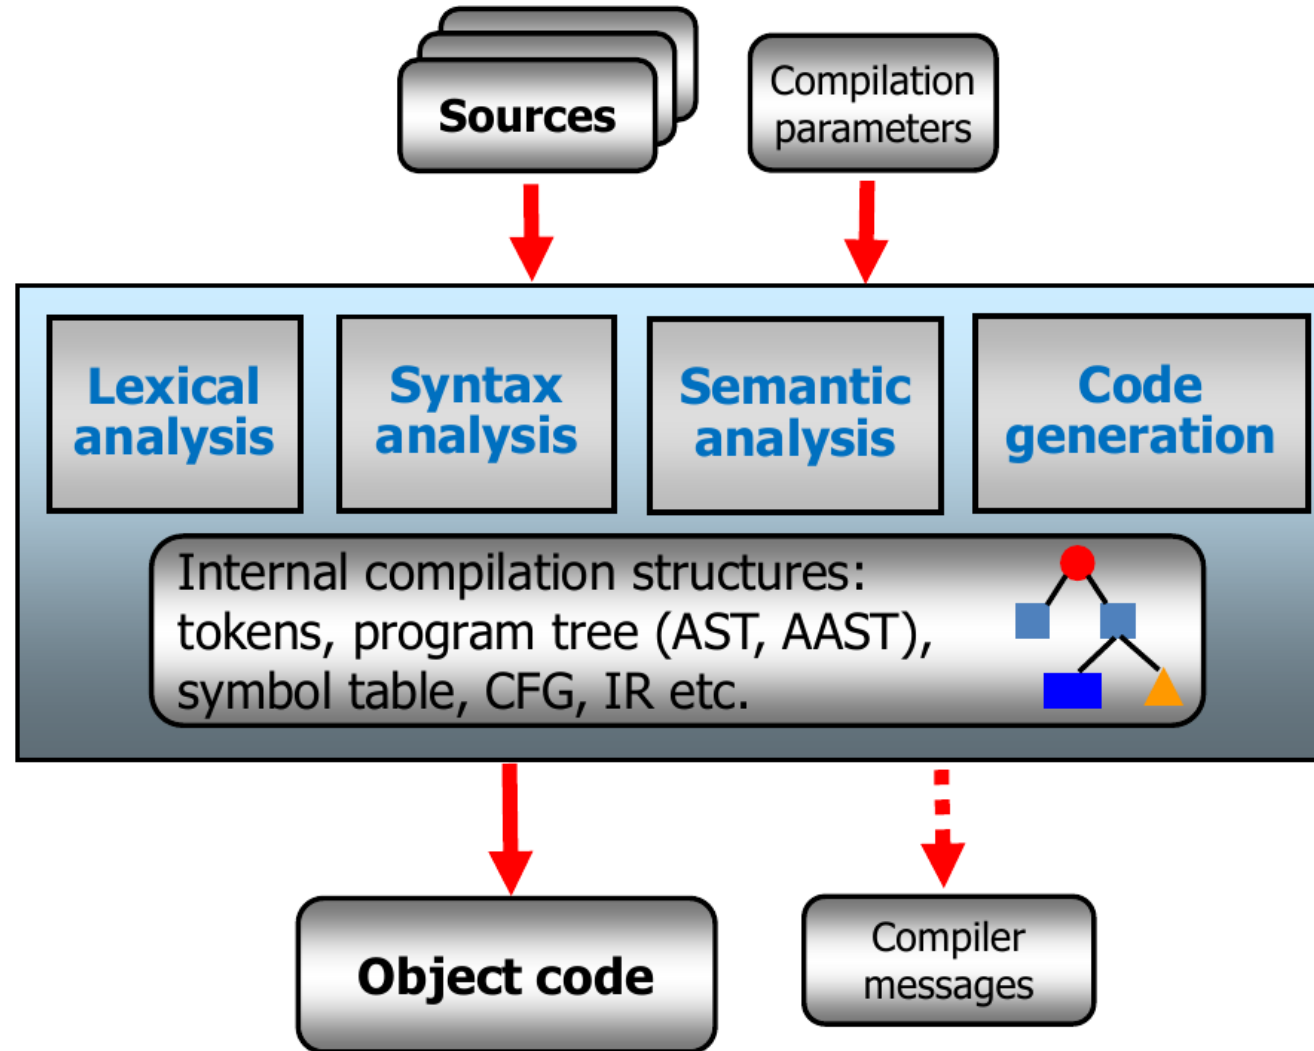 Sources
Compilation
parameters
Lexical
analysis
Syntax
analysis
Semantic
analysis
Code
generation
Internal compilation structures:
tokens, program tree (AST, AAST),
symbol table, CFG, IR etc.
Object code
Compiler
messages